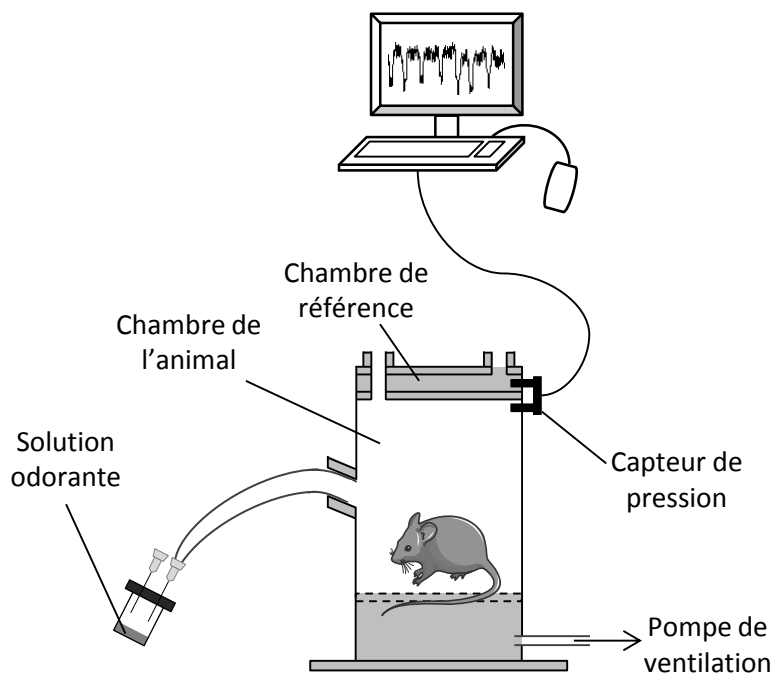 Chambre de
référence
Chambre de
l’animal
Solution
odorante
Capteur de
pression
Pompe de
ventilation